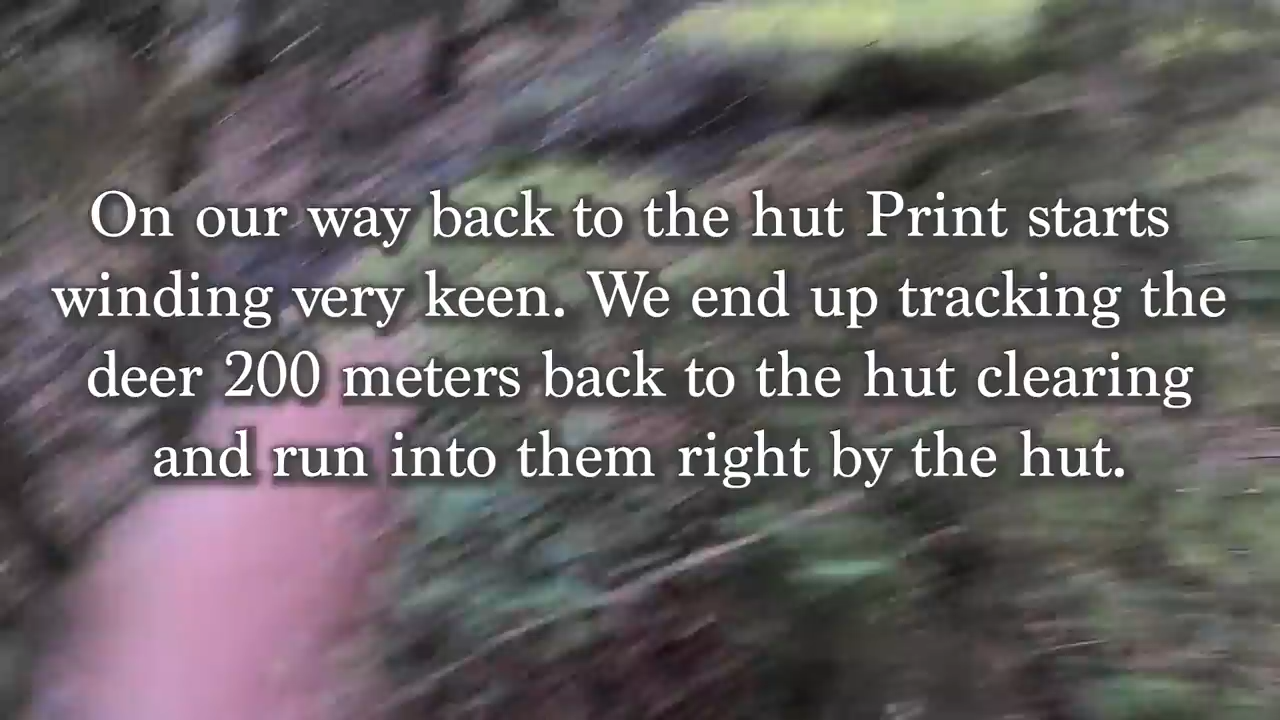 On our way back to the hut Print starts
winding very keen. We end up tracking the
deer 200 meters back to the hut clearing
and run into them right by the hut.